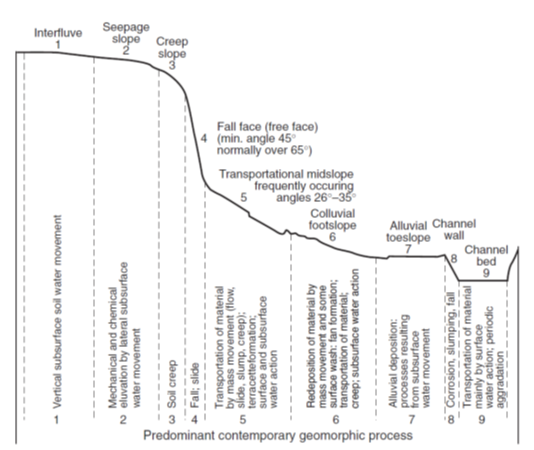 Interfluve
1
Seepage
slope
2
Creep
slope
3
4
Fall face (free face)
(min. angle 45°
normally over 65°)
Transportational midslope
frequently occuring
angles 26°–35°
5
Colluvial
footslope
6
Alluvial
toeslope
7
Channel
wall
8
Channel
bed
9
Vertical subsurface soil water movement
Mechanical and chemical
eluvation by lateral subsurface
water movement
Soil creep
Fall; slide
Transportation of material
by mass movement (flow,
slide, slump, creep);
terraceteformation;
surface and subsurface
water action
Redeposition of material by
mass movement and some
surface wash: fan formation;
transportation of material;
creep; subsurface water action
Alluvial deposition:
processes resulting
from subsurface
water movement
Corrosion, slumping, fall
Transportation of material
mainly by surface
water action; periodic
aggradation
1 2 3 4 5 6 7 8 9
Predominant contemporary geomorphic process